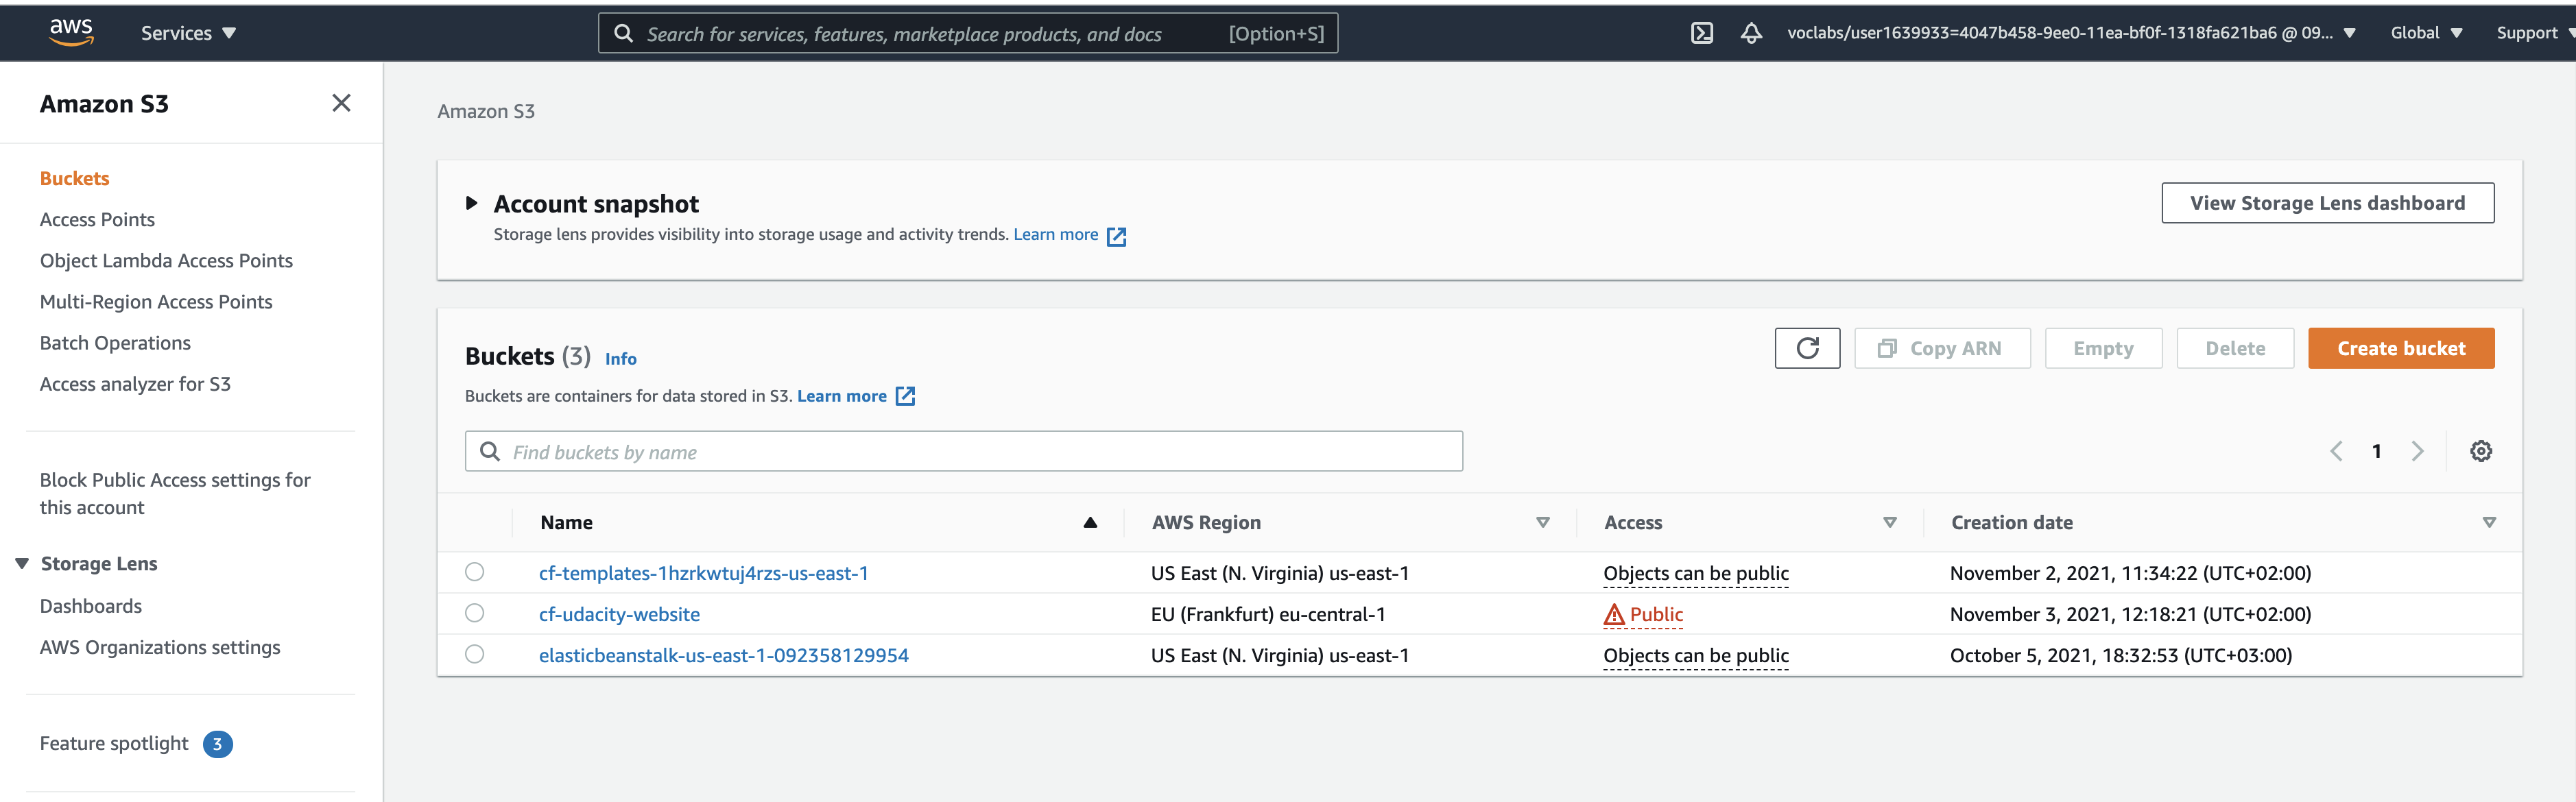 aws
Services
Search for services, features, marketplace products, and docs [Option+S]
voclabs/user1639933=4047b458-9ee0-11ea-bf0f-1318fa621ba6 @ 09...
Global
Support
Amazon S3
Buckets
Access Points
Object Lambda Access Points
Multi-Region Access Points
Batch Operations
Access analyzer for S3
Block Public Access settings for
this account
Storage Lens
Dashboards
AWS Organizations settings
Feature spotlight 3
Amazon S3
Account snapshot
Storage lens provides visibility into storage usage and activity trends. Learn more
View Storage Lens dashboard
Buckets (3) Info
Buckets are containers for data stored in S3. Learn more
Copy ARN
Empty
Delete
Create bucket
Find buckets by name
1
Name AWS Region Access Creation date
cf-templates-1hzrkwtuj4rzs-us-east-1 US East (N. Virginia) us-east-1 Objects can be public November 2, 2021, 11:34:22 (UTC+02:00)
cf-udacity-website EU (Frankfurt) eu-central-1 Public November 3, 2021, 12:18:21 (UTC+02:00)
elasticbeanstalk-us-east-1-092358129954 US East (N. Virginia) us-east-1 Objects can be public October 5, 2021, 18:32:53 (UTC+03:00)